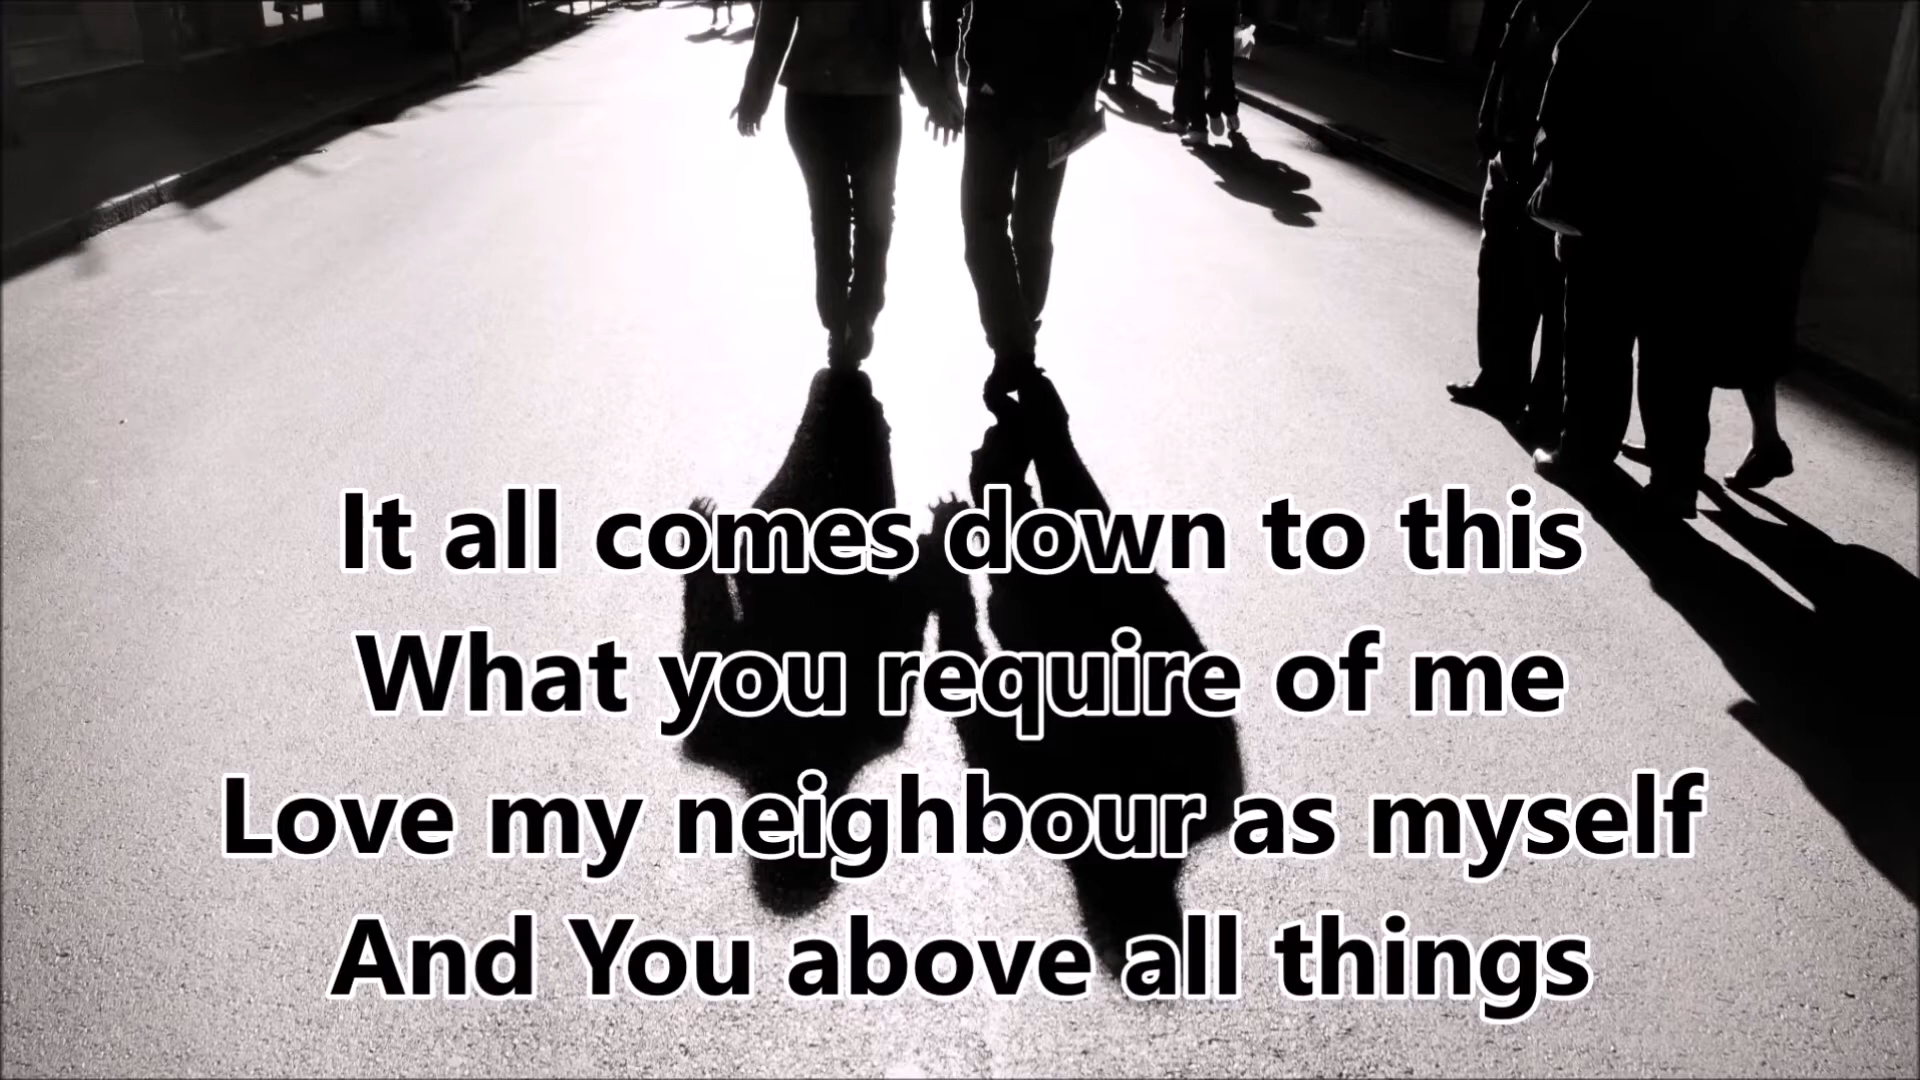 It all comes down to this
What you require of me
Love my neighbour as myself
And You above all things